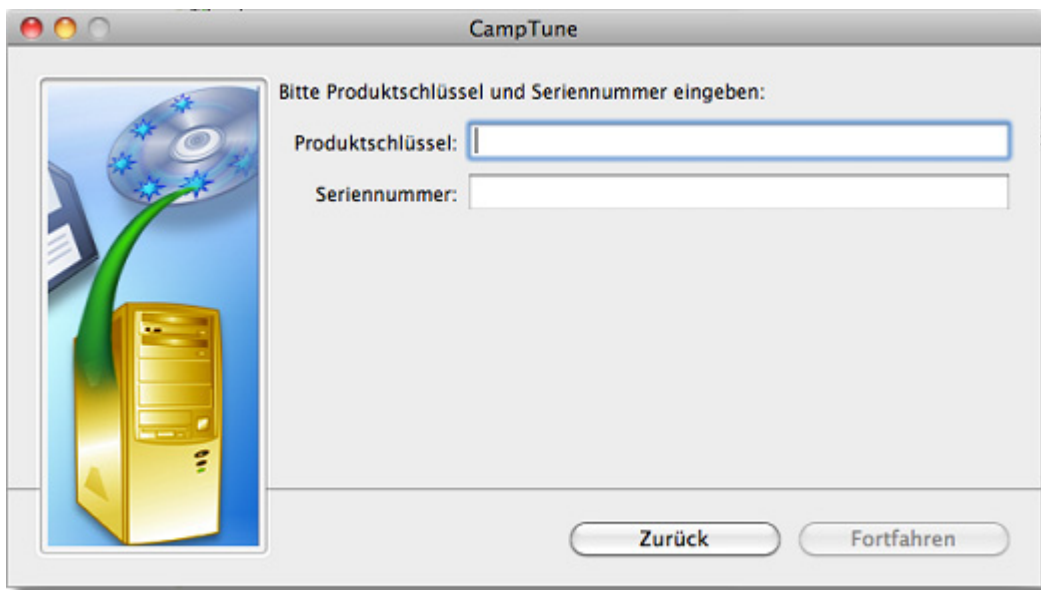 CampTune
Bitte Produktschlüssel und Seriennummer eingeben:
Produktschlüssel:
Seriennummer:
Zurück
Fortfahren